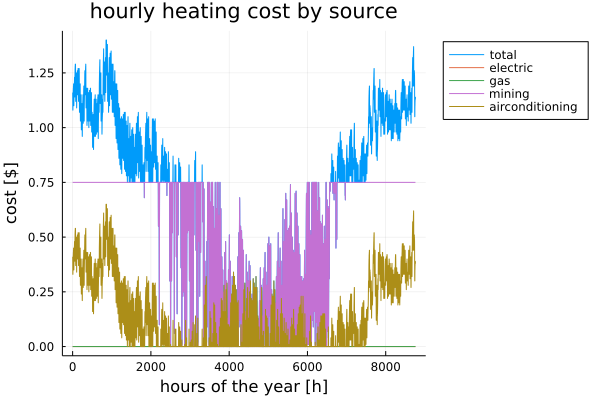 hourly heating cost by source
total
electric
gas
mining
airconditioning
cost [$]
1.25
1.00
0.75
0.50
0.25
0.00
0 2000 4000 6000 8000
hours of the year [h]